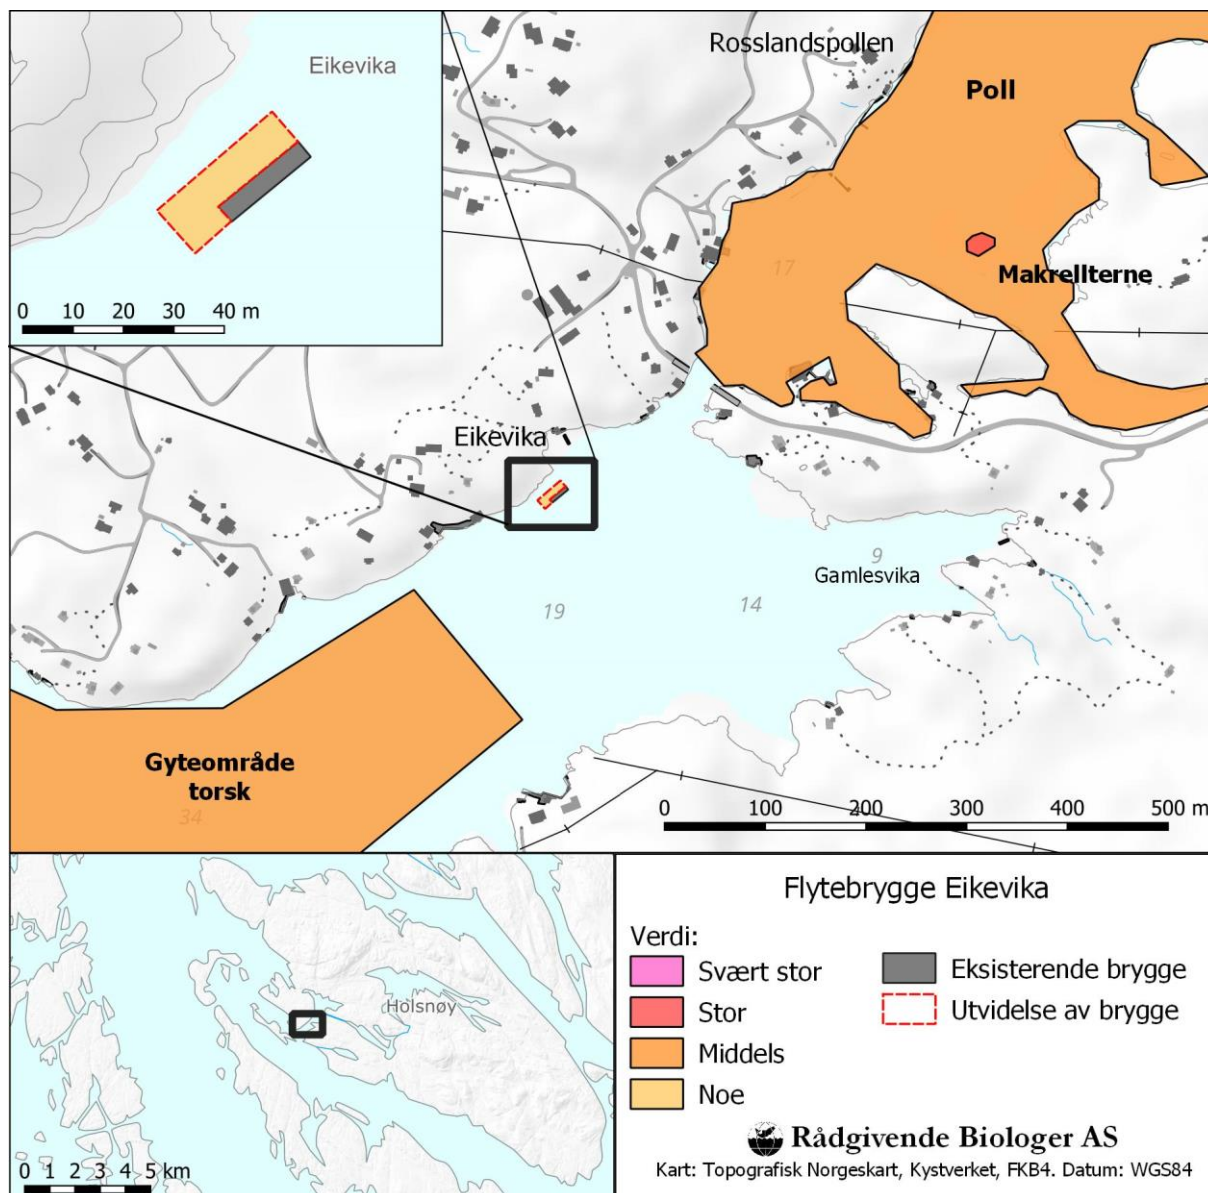 Eikevika
0 10 20 30 40 m
Rosslandspollen
Poll
17
Makrellterne
Eikevika
9
Gamlesvika
19
14
Gyteområde
torsk
34
0 100 200 300 400 500 m
Holsnøy
0 1 2 3 4 5 km
Flytebrygge Eikevika
Verdi:
Svært stor
Stor
Middels
Noe
Eksisterende brygge
Utvidelse av brygge
Rådgivende Biologer AS
Kart: Topografisk Norgeskart, Kystverket, FKB4. Datum: WGS84